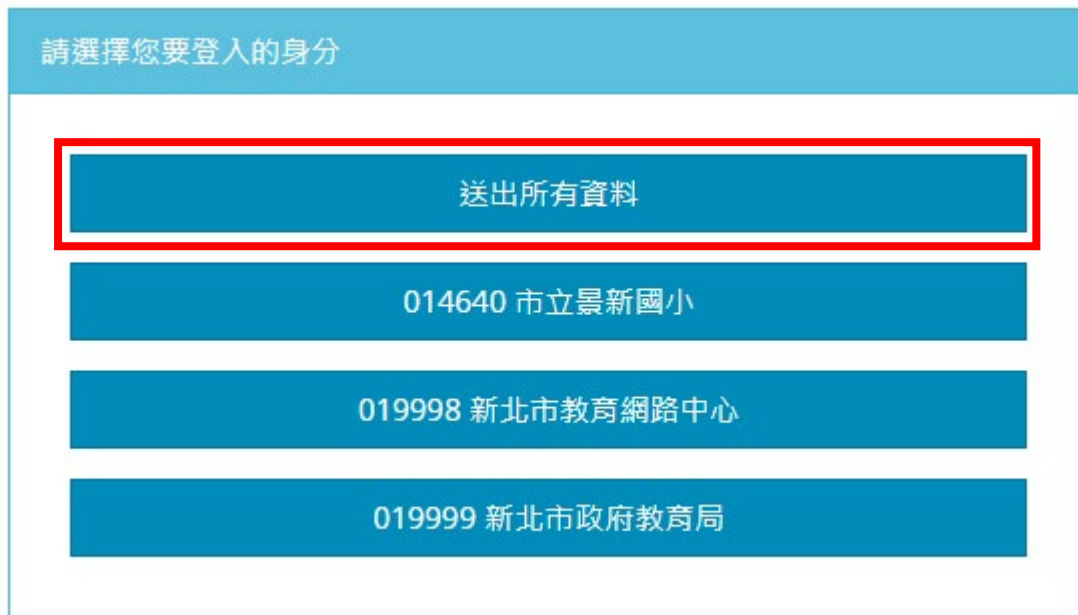 請選擇您要登入的身分
送出所有資料
014640 市立景新國小
019998 新北市教育網路中心
019999 新北市政府教育局